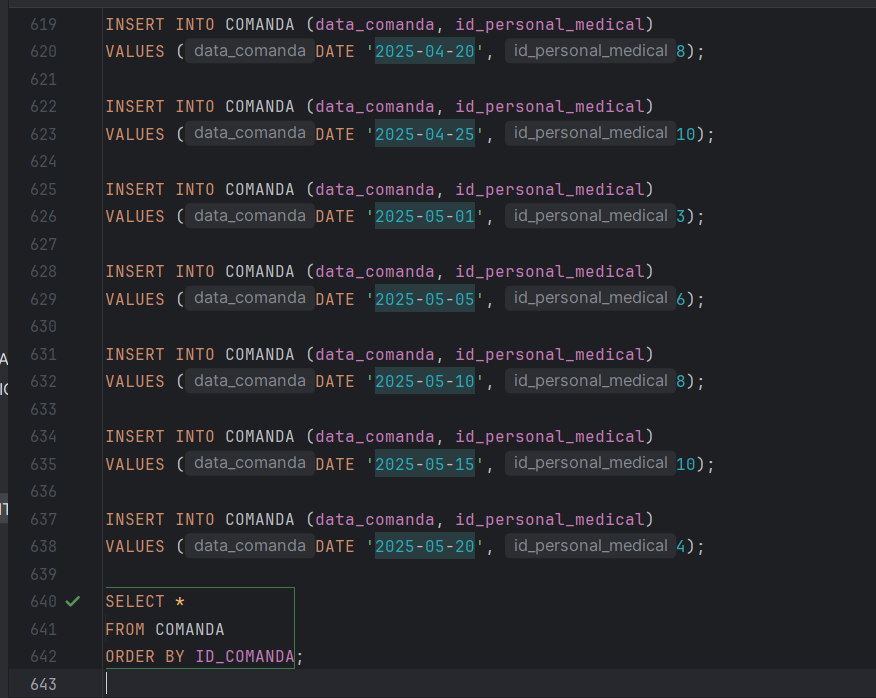 619 INSERT INTO COMANDA (data_comanda, id_personal_medical)
620 VALUES ( data_comanda DATE '2025-04-20', id_personal_medical 8);
621
622 INSERT INTO COMANDA (data_comanda, id_personal_medical)
623 VALUES ( data_comanda DATE '2025-04-25', id_personal_medical 10);
624
625 INSERT INTO COMANDA (data_comanda, id_personal_medical)
626 VALUES ( data_comanda DATE '2025-05-01', id_personal_medical 3);
627
628 INSERT INTO COMANDA (data_comanda, id_personal_medical)
629 VALUES ( data_comanda DATE '2025-05-05', id_personal_medical 6);
630
631 INSERT INTO COMANDA (data_comanda, id_personal_medical)
632 VALUES ( data_comanda DATE '2025-05-10', id_personal_medical 8);
633
634 INSERT INTO COMANDA (data_comanda, id_personal_medical)
635 VALUES ( data_comanda DATE '2025-05-15', id_personal_medical 10);
636
637 INSERT INTO COMANDA (data_comanda, id_personal_medical)
638 VALUES ( data_comanda DATE '2025-05-20', id_personal_medical 4);
639
640 SELECT *
641 FROM COMANDA
642 ORDER BY ID_COMANDA;
643